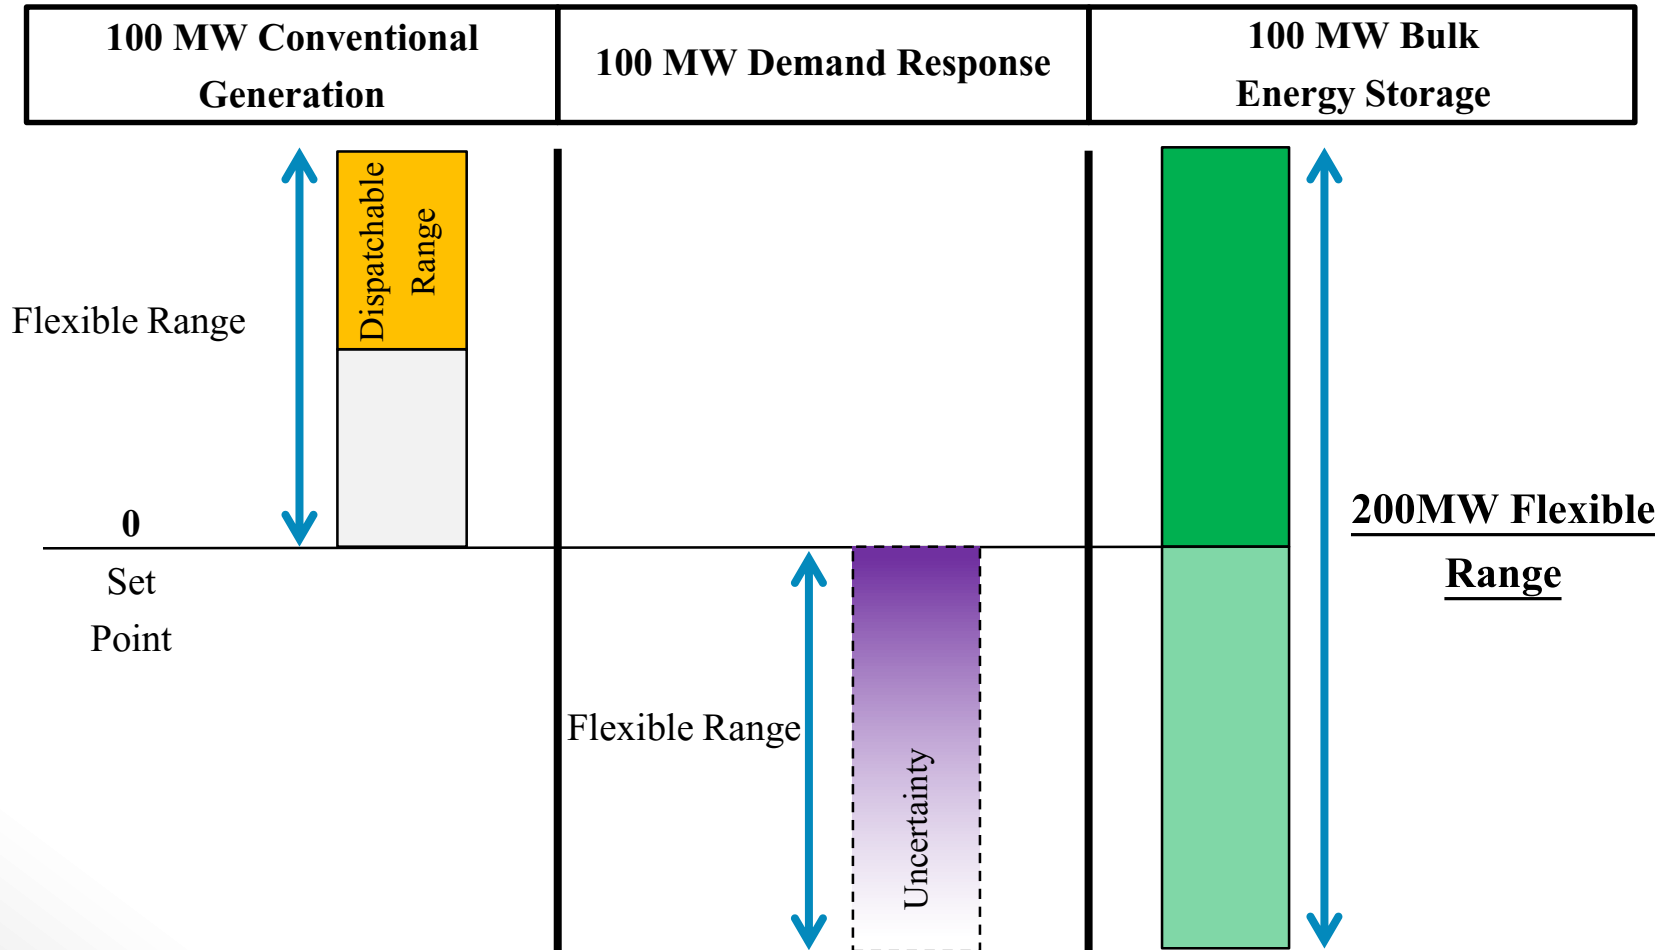 100 MW Conventional
Generation
100 MW Demand Response
100 MW Bulk
Energy Storage
Dispatchable
Range
Flexible Range
0
Set
Point
200MW Flexible
Range
Flexible Range
Uncertainty